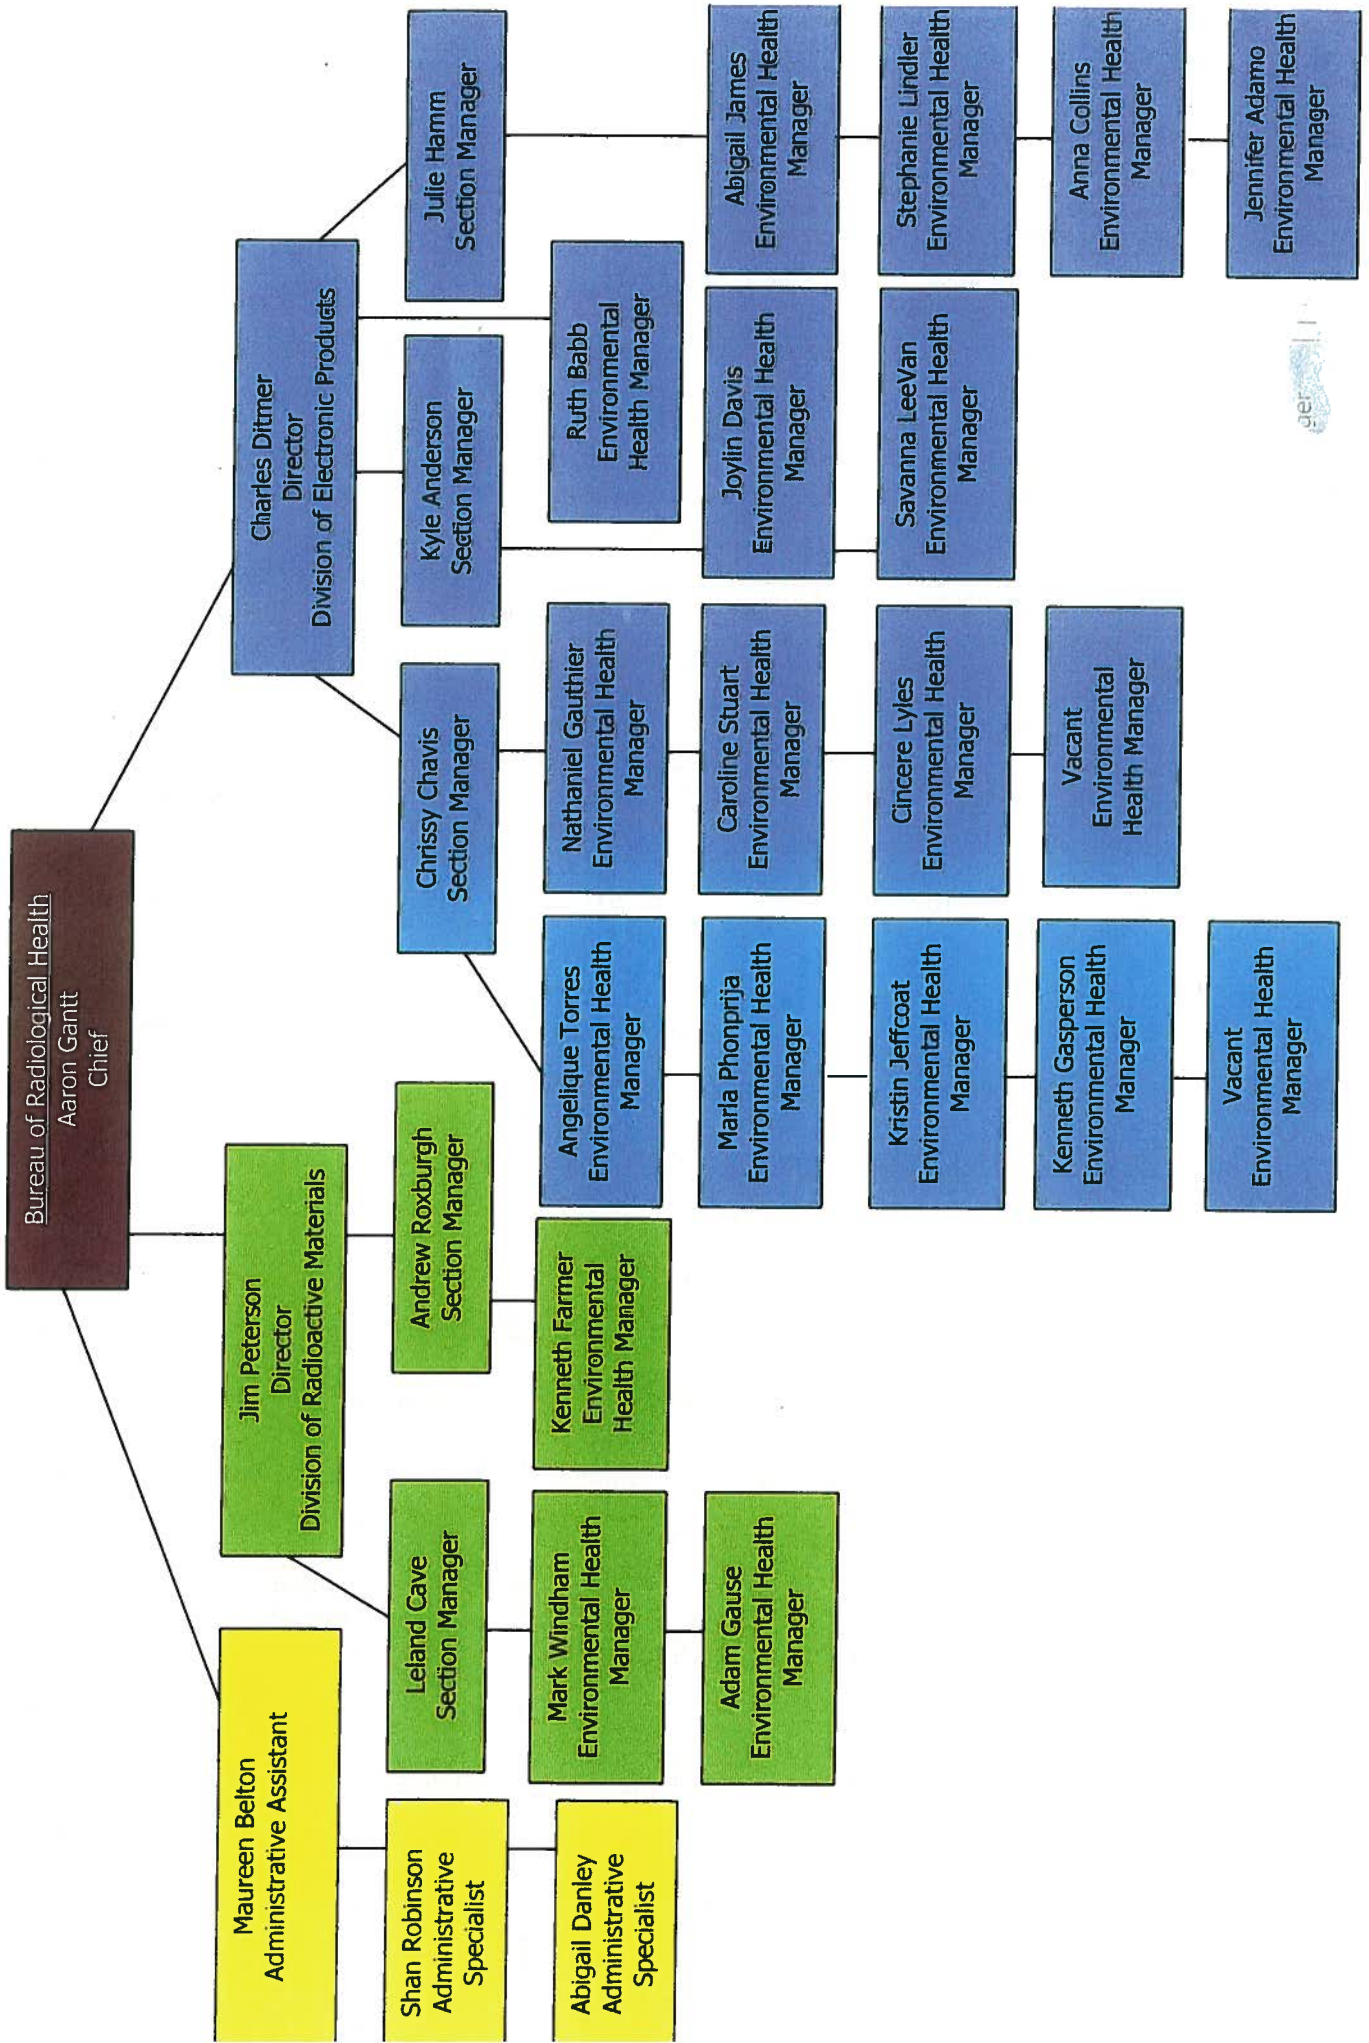 Bureau of Radiological Health
Aaron Gantt
Chief
Maureen Belton
Administrative Assistant
Shan Robinson
Administrative
Specialist
Abigail Danley
Administrative
Specialist
Jim Peterson
Director
Division of Radioactive Materials
Leland Cave
Section Manager
Mark Windham
Environmental Health
Manager
Adam Gause
Environmental Health
Manager
Andrew Roxburgh
Section Manager
Kenneth Farmer
Environmental
Health Manager
Charles Ditmer
Director
Division of Electronic Products
Chrissy Chavis
Section Manager
Angelique Torres
Environmental Health
Manager
Marla Phonprija
Environmental Health
Manager
Kristin Jeffcoat
Environmental Health
Manager
Kenneth Gasperson
Environmental Health
Manager
Vacant
Environmental Health
Manager
Nathaniel Gauthier
Environmental Health
Manager
Caroline Stuart
Environmental Health
Manager
Cincere Lyles
Environmental Health
Manager
Vacant
Environmental
Health Manager
Kyle Anderson
Section Manager
Joylin Davis
Environmental Health
Manager
Savanna LeeVan
Environmental Health
Manager
Ruth Babb
Environmental
Health Manager
Julie Hamm
Section Manager
Abigail James
Environmental Health
Manager
Stephanie Lindler
Environmental Health
Manager
Anna Collins
Environmental Health
Manager
Jennifer Adamo
Environmental Health
Manager